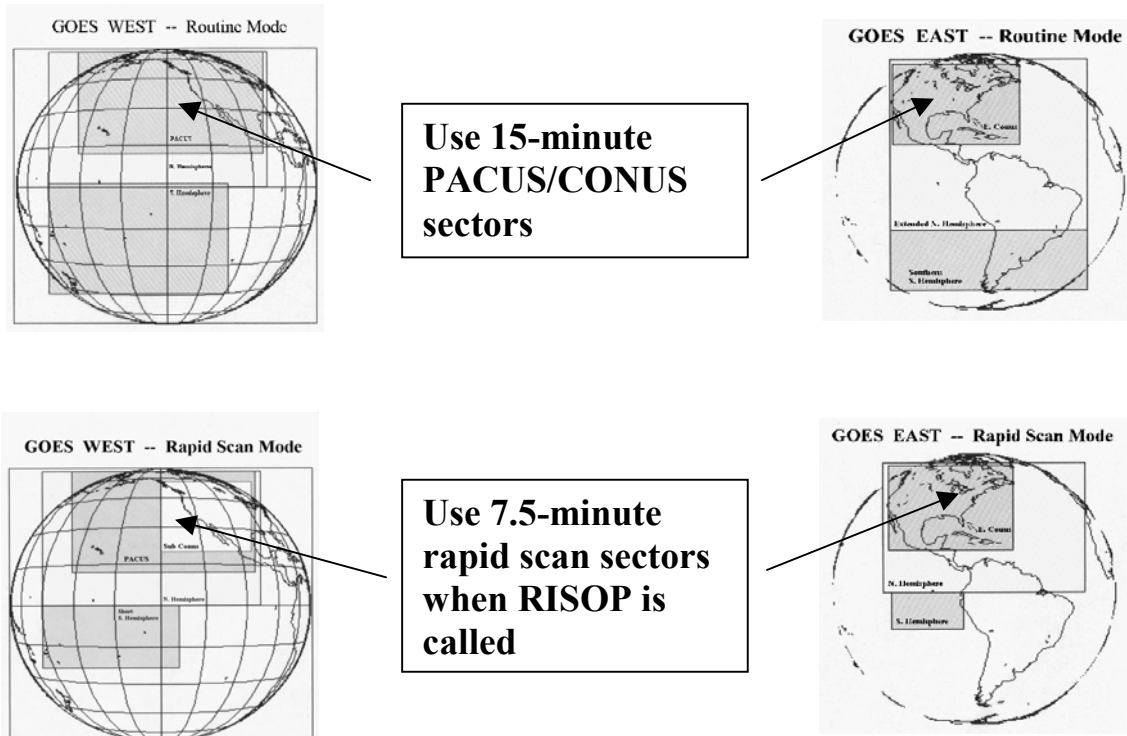 GOES WEST -- Routine Mode
PACUS
N. Hemisphere
S. Hemisphere
Use 15-minute
PACUS/CONUS
sectors
GOES EAST -- Routine Mode
E. Conus
Extended N. Hemisphere
Southern
S. Hemisphere
GOES WEST -- Rapid Scan Mode
Sub Conus
PACUS
N. Hemisphere
Short
S. Hemisphere
Use 7.5-minute
rapid scan sectors
when RISOP is
called
GOES EAST -- Rapid Scan Mode
E. Conus
N. Hemisphere
S. Hemisphere